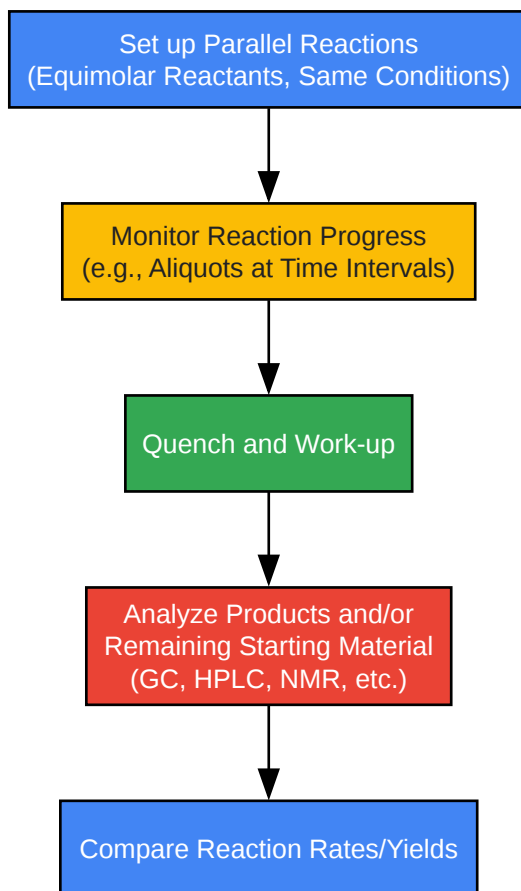 Set up Parallel Reactions
(Equimolar Reactants, Same Conditions)
Monitor Reaction Progress
(e.g., Aliquots at Time Intervals)
Quench and Work-up
Analyze Products and/or
Remaining Starting Material
(GC, HPLC, NMR, etc.)
Compare Reaction Rates/Yields